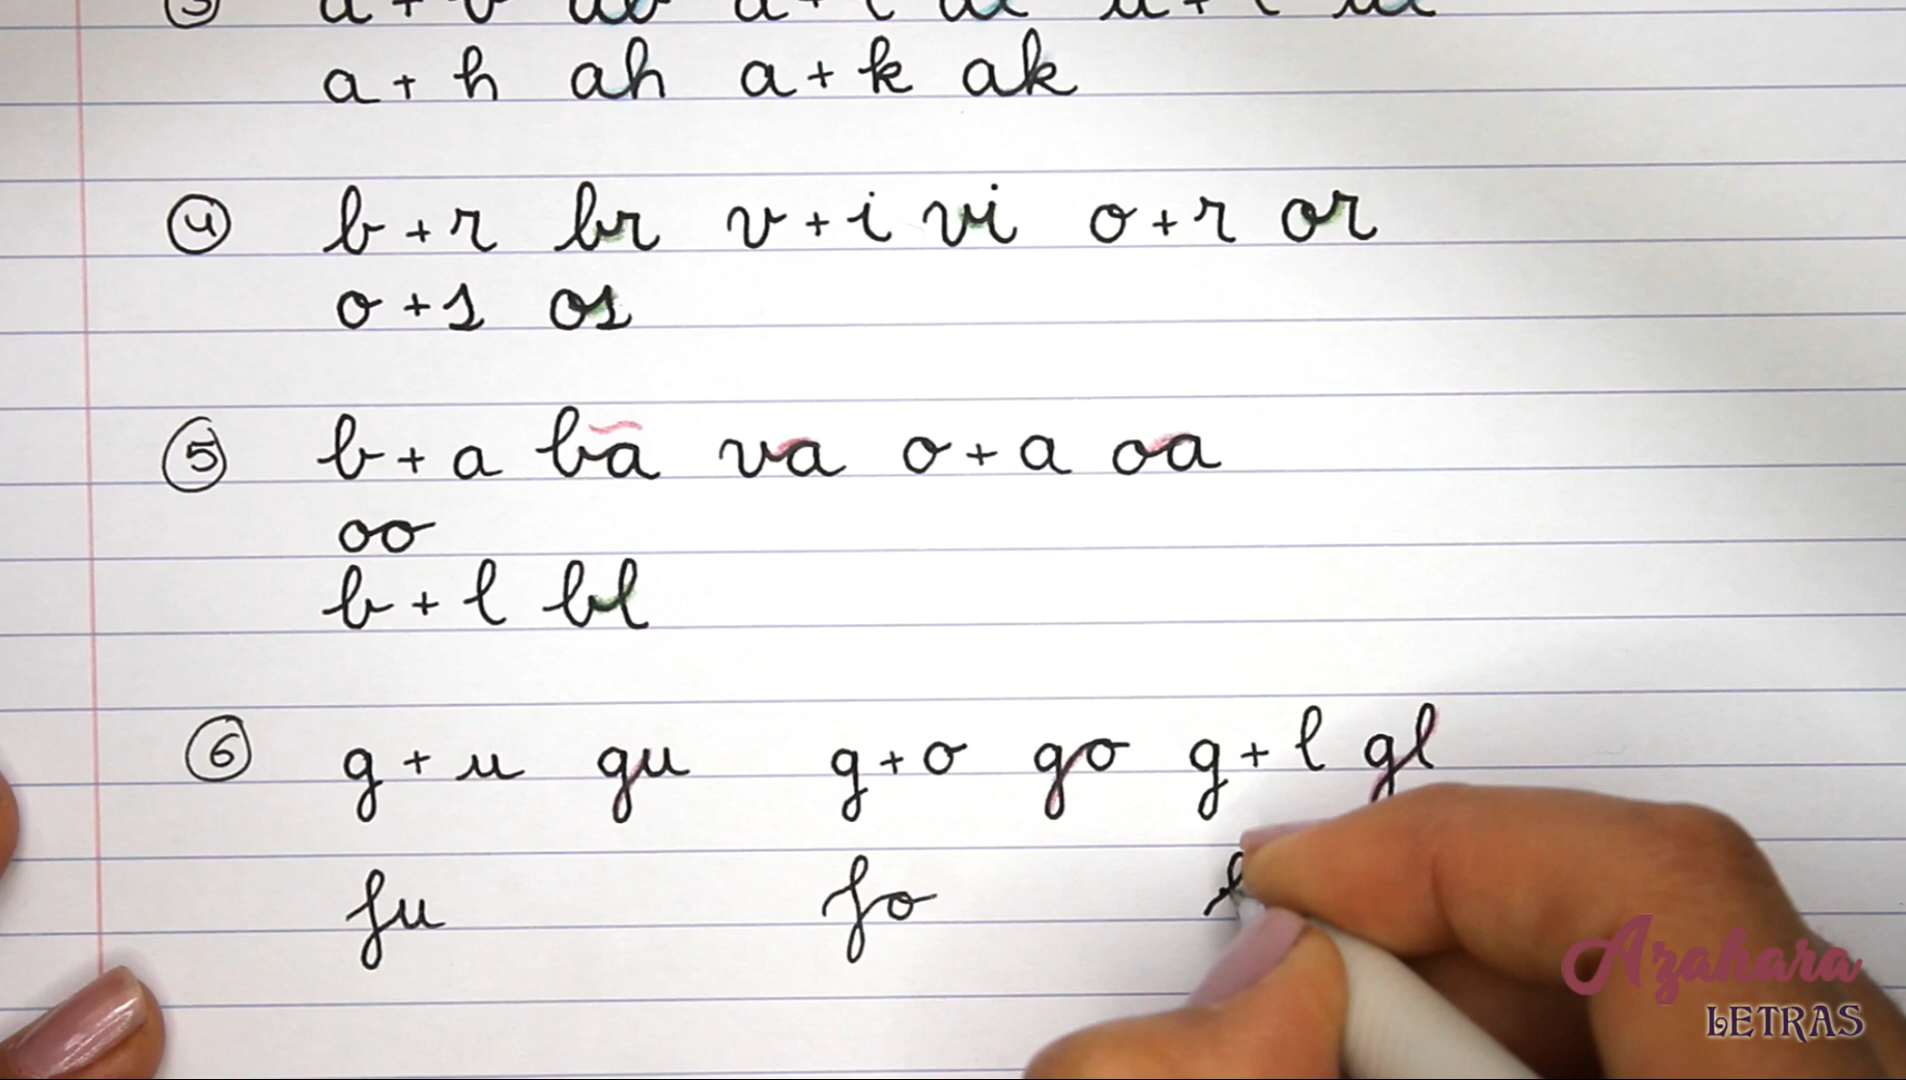 a + h ah a + k ak
④ b + r br v + i vi o + r or
o + s os
⑤ b + a ba va o + a oa
oo
b + l bl
⑥ g + u gu g + o go g + l gl
fu fo
Azahara
LETRAS